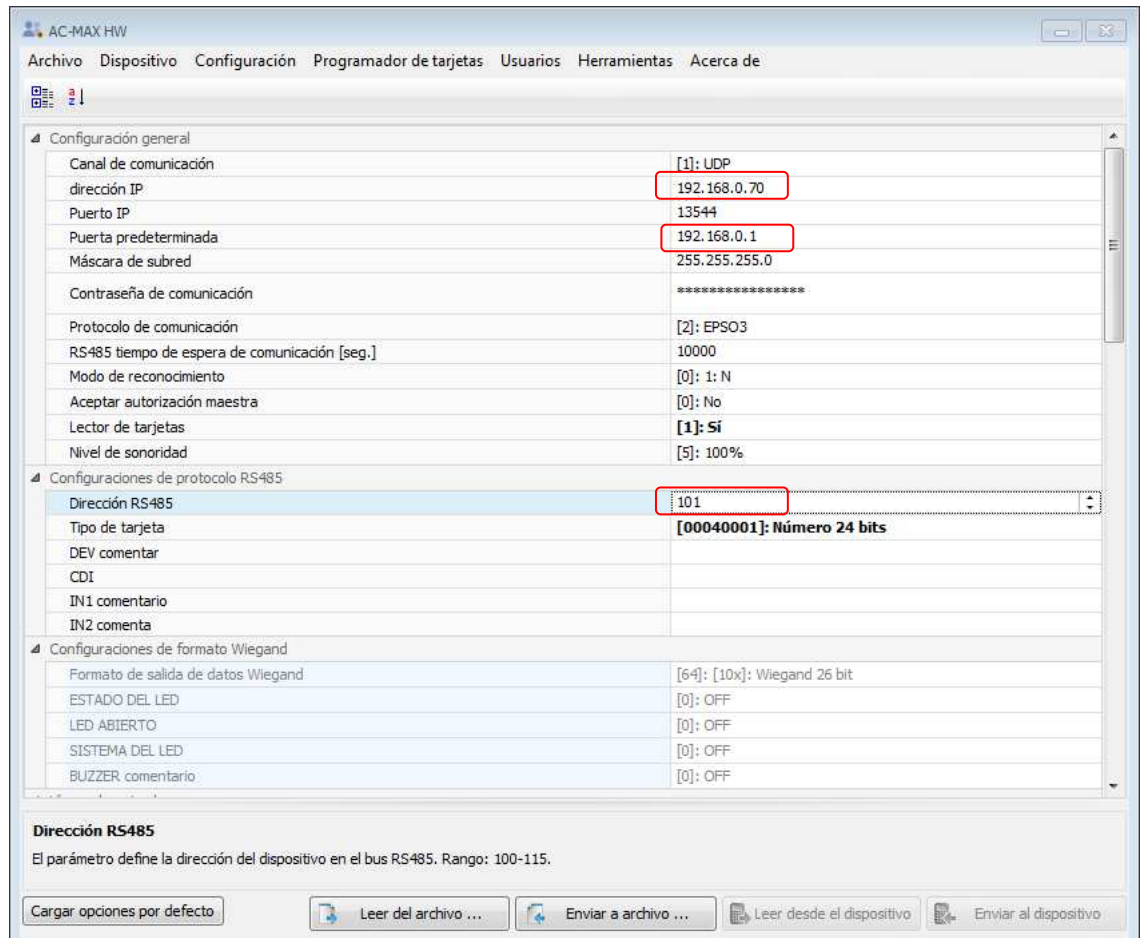 AC-MAX HW
Archivo Dispositivo Configuración Programador de tarjetas Usuarios Herramientas Acerca de
Configuración general
Canal de comunicación [1]: UDP
dirección IP 192.168.0.70
Puerto IP 13544
Puerta predeterminada 192.168.0.1
Máscara de subred 255.255.255.0
Contraseña de comunicación ****************
Protocolo de comunicación [2]: EPSO3
RS485 tiempo de espera de comunicación [seg.] 10000
Modo de reconocimiento [0]: 1: N
Aceptar autorización maestra [0]: No
Lector de tarjetas [1]: Sí
Nivel de sonoridad [5]: 100%
Configuraciones de protocolo RS485
Dirección RS485 101
Tipo de tarjeta [00040001]: Número 24 bits
DEV comentar
CDI
IN1 comentario
IN2 comenta
Configuraciones de formato Wiegand
Formato de salida de datos Wiegand [64]: [10x]: Wiegand 26 bit
ESTADO DEL LED [0]: OFF
LED ABIERTO [0]: OFF
SISTEMA DEL LED [0]: OFF
BUZZER comentario [0]: OFF
Dirección RS485
El parámetro define la dirección del dispositivo en el bus RS485. Rango: 100-115.
Cargar opciones por defecto Leer del archivo ... Enviar a archivo ... Leer desde el dispositivo Enviar al dispositivo